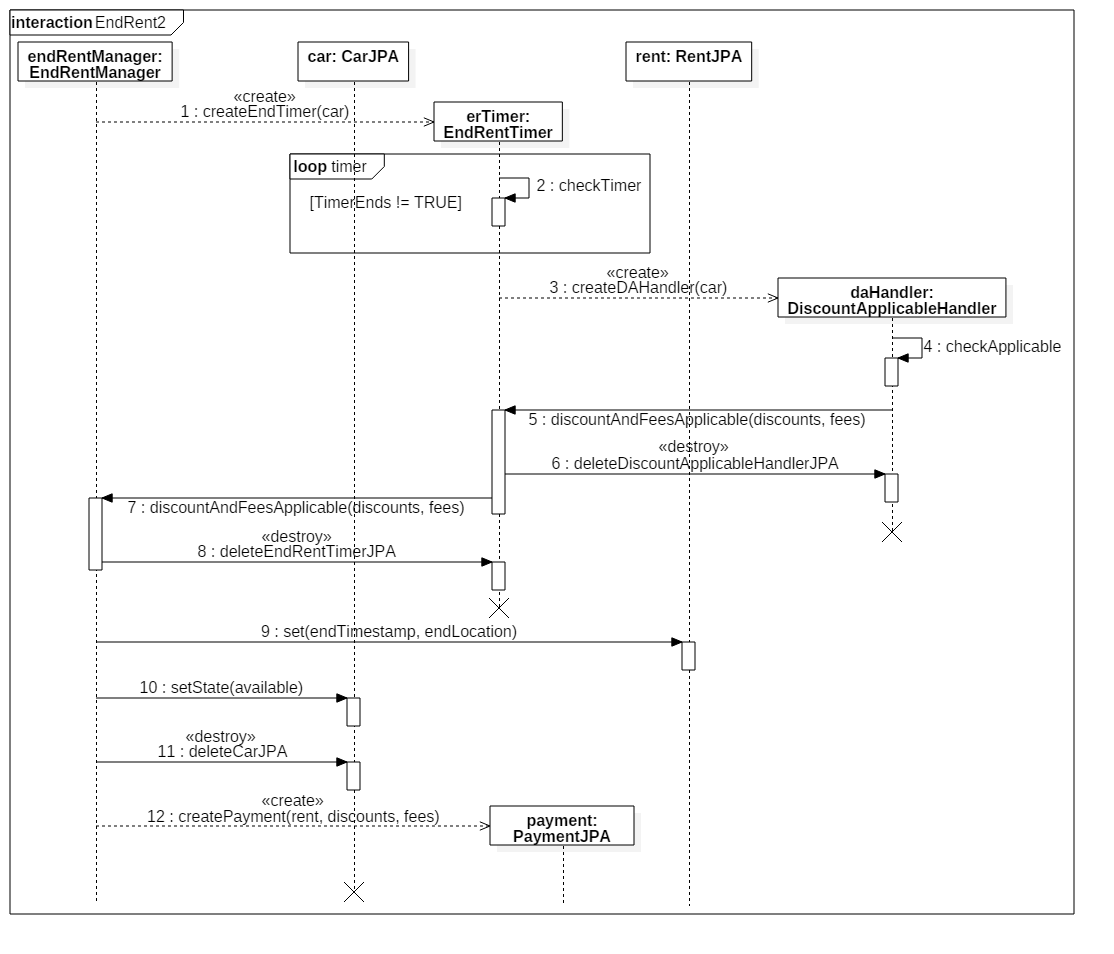 interaction EndRent2
endRentManager:
EndRentManager
car: CarJPA
rent: RentJPA
«create»
1 : createEndTimer(car)
erTimer:
EndRentTimer
loop timer
2 : checkTimer
[TimerEnds != TRUE]
«create»
3 : createDAHandler(car)
daHandler:
DiscountApplicableHandler
4 : checkApplicable
5 : discountAndFeesApplicable(discounts, fees)
«destroy»
6 : deleteDiscountApplicableHandlerJPA
7 : discountAndFeesApplicable(discounts, fees)
«destroy»
8 : deleteEndRentTimerJPA
9 : set(endTimestamp, endLocation)
10 : setState(available)
«destroy»
11 : deleteCarJPA
«create»
12 : createPayment(rent, discounts, fees)
payment:
PaymentJPA